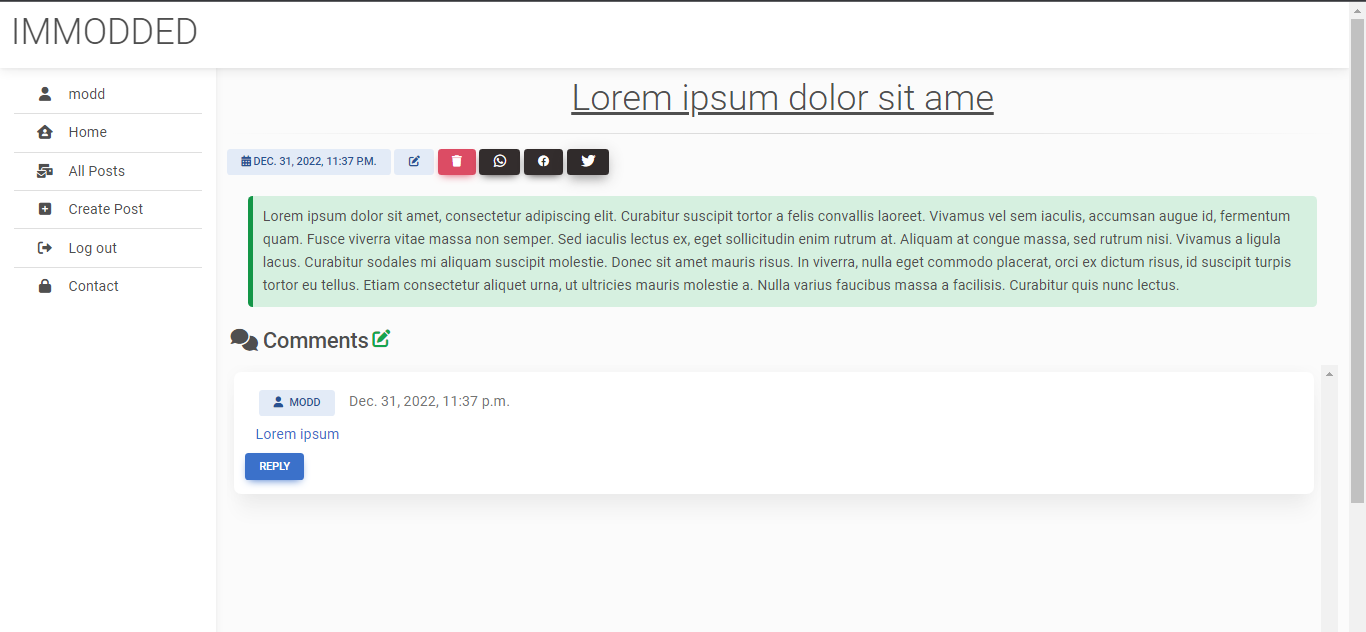 IMMODDED
modd
Home
All Posts
Create Post
Log out
Contact
Lorem ipsum dolor sit ame
DEC. 31, 2022, 11:37 P.M.
Lorem ipsum dolor sit amet, consectetur adipiscing elit. Curabitur suscipit tortor a felis convallis laoreet. Vivamus vel sem iaculis, accumsan augue id, fermentum
quam. Fusce viverra vitae massa non semper. Sed iaculis lectus ex, eget sollicitudin enim rutrum at. Aliquam at congue massa, sed rutrum nisi. Vivamus a ligula
lacus. Curabitur sodales mi aliquam suscipit molestie. Donec sit amet mauris risus. In viverra, nulla eget commodo placerat, orci ex dictum risus, id suscipit turpis
tortor eu tellus. Etiam consectetur aliquet urna, ut ultricies mauris molestie a. Nulla varius faucibus massa a facilisis. Curabitur quis nunc lectus.
Comments
MODD Dec. 31, 2022, 11:37 p.m.
Lorem ipsum
REPLY